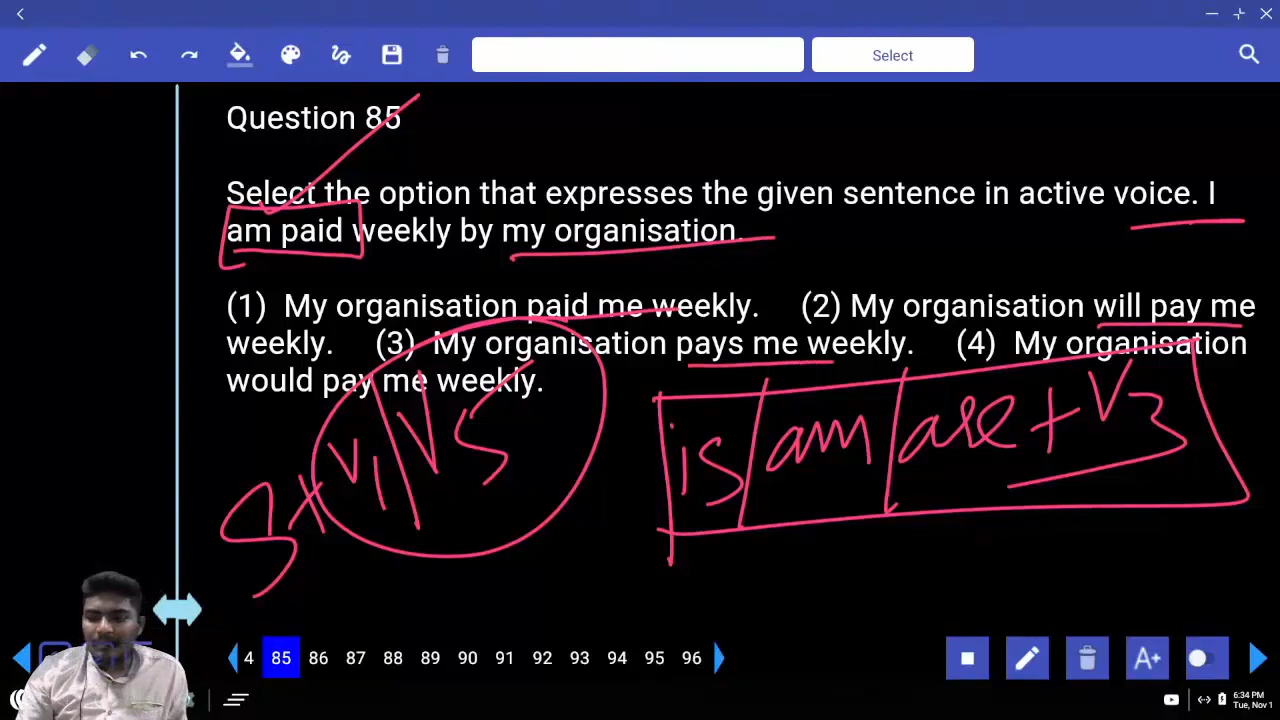 Select
Question 85
Select the option that expresses the given sentence in active voice. I
am paid weekly by my organisation.
(1) My organisation paid me weekly. (2) My organisation will pay me
weekly. (3) My organisation pays me weekly. (4) My organisation
would pay me weekly.
S+V1/V5
is/am/are+V3
4 85 86 87 88 89 90 91 92 93 94 95 96
A+
6:34 PM
Tue, Nov 1